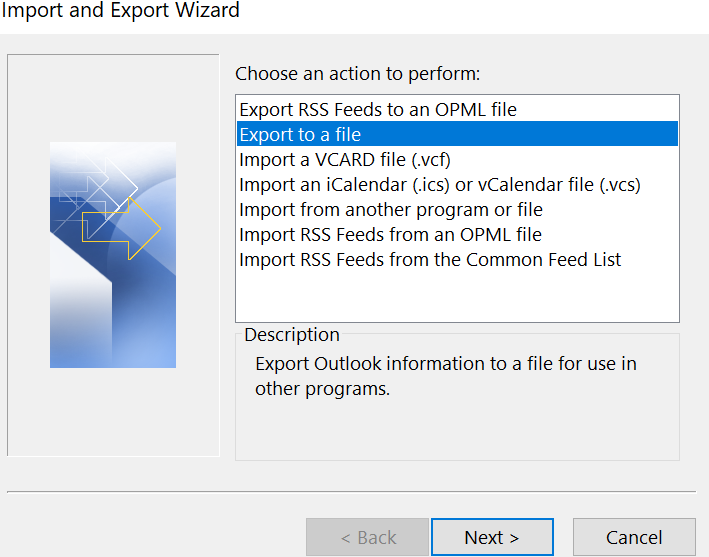 Import and Export Wizard
Choose an action to perform:
Export RSS Feeds to an OPML file
Export to a file
Import a VCARD file (.vcf)
Import an iCalendar (.ics) or vCalendar file (.vcs)
Import from another program or file
Import RSS Feeds from an OPML file
Import RSS Feeds from the Common Feed List
Description
Export Outlook information to a file for use in
other programs.
< Back Next > Cancel